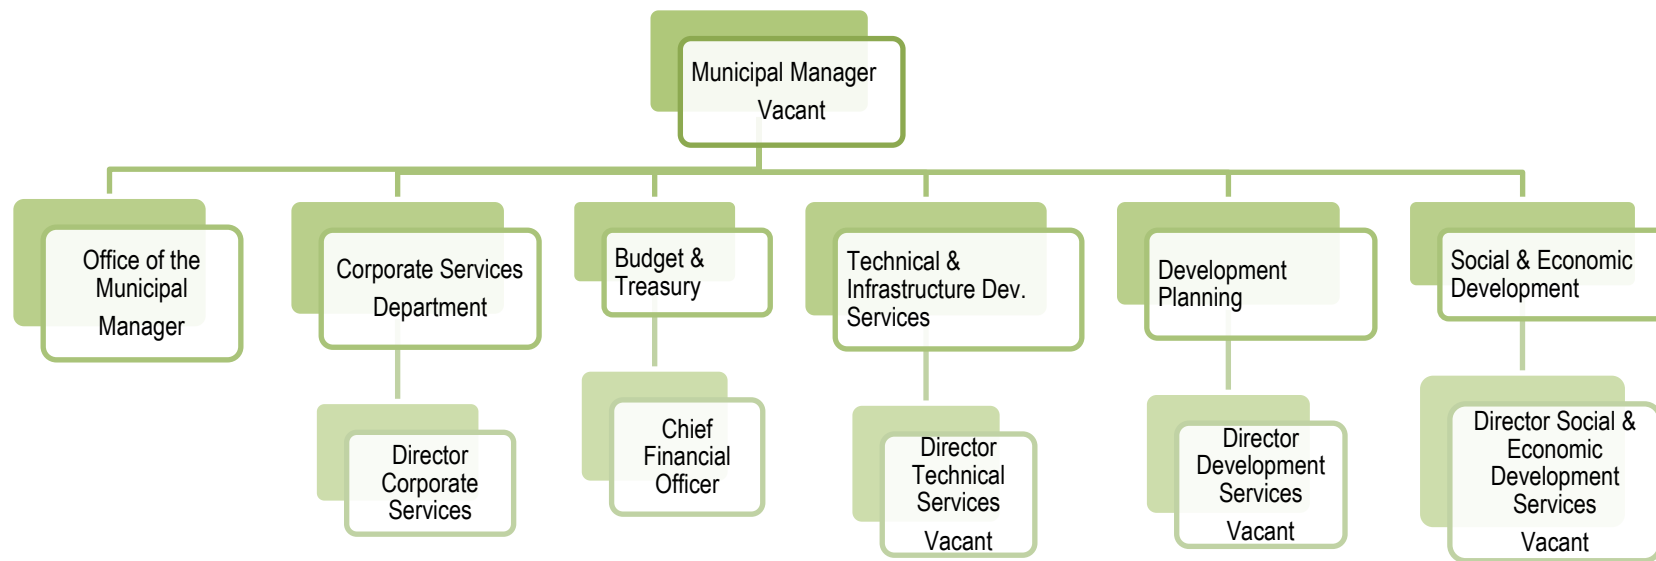 Municipal Manager
Vacant
Office of the
Municipal
Manager
Corporate Services
Department
Budget &
Treasury
Technical &
Infrastructure Dev.
Services
Development
Planning
Social & Economic
Development
Director
Corporate
Services
Chief
Financial
Officer
Director
Technical
Services
Vacant
Director
Development
Services
Vacant
Director Social &
Economic
Development
Services
Vacant